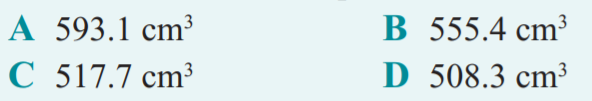 A 593.1 cm³ B 555.4 cm³
C 517.7 cm³ D 508.3 cm³